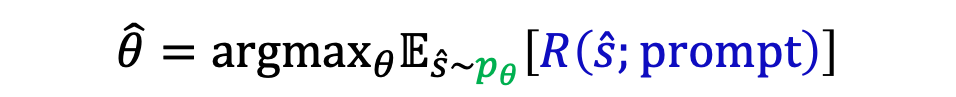 θ̂ = argmax_θ 𝔼_{ŝ~p_θ}[R(ŝ; prompt)]